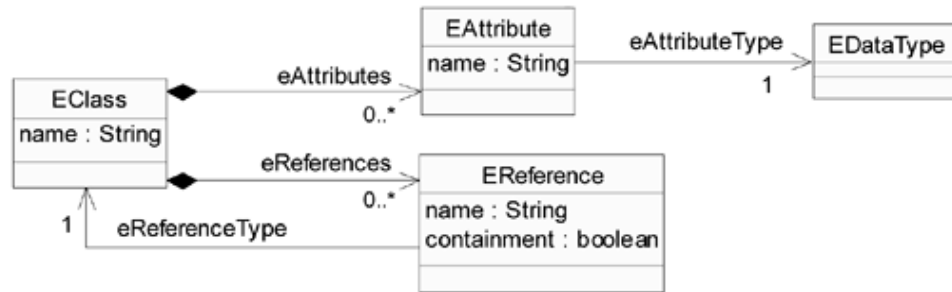 EAttribute
name : String
eAttributeType
1
EDataType
eAttributes
0..*
EClass
name : String
eReferences
0..*
EReference
name : String
containment : boolean
1
eReferenceType